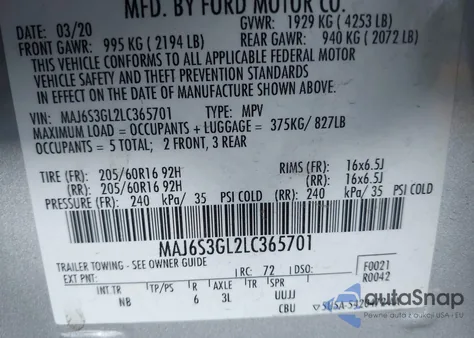 MFD. BY FORD MOTOR CO.
DATE: 03/20 GVWR: 1929 KG ( 4253 LB)
FRONT GAWR: 995 KG ( 2194 LB) REAR GAWR: 940 KG ( 2072 LB)
THIS VEHICLE CONFORMS TO ALL APPLICABLE FEDERAL MOTOR
VEHICLE SAFETY AND THEFT PREVENTION STANDARDS
IN EFFECT ON THE DATE OF MANUFACTURE SHOWN ABOVE.
VIN: MAJ6S3GL2LC365701 TYPE: MPV
MAXIMUM LOAD = OCCUPANTS + LUGGAGE = 375KG/ 827LB
OCCUPANTS = 5 TOTAL; 2 FRONT, 3 REAR
TIRE (FR): 205/60R16 92H RIMS (FR): 16x6.5J
(RR): 205/60R16 92H (RR): 16x6.5J
PRESSURE (FR): 240 kPa/ 35 PSI COLD (RR): 240 kPa/ 35 PSI COLD
MAJ6S3GL2LC365701
TRAILER TOWING - SEE OWNER GUIDE
EXT PNT: RC: 72 DSO: F0021
R0042
INT TR TP/PS R AXLE TR SPR
NB 6 3L UUJJ
CBU
autoSnap
Pewne auta z USA i EU